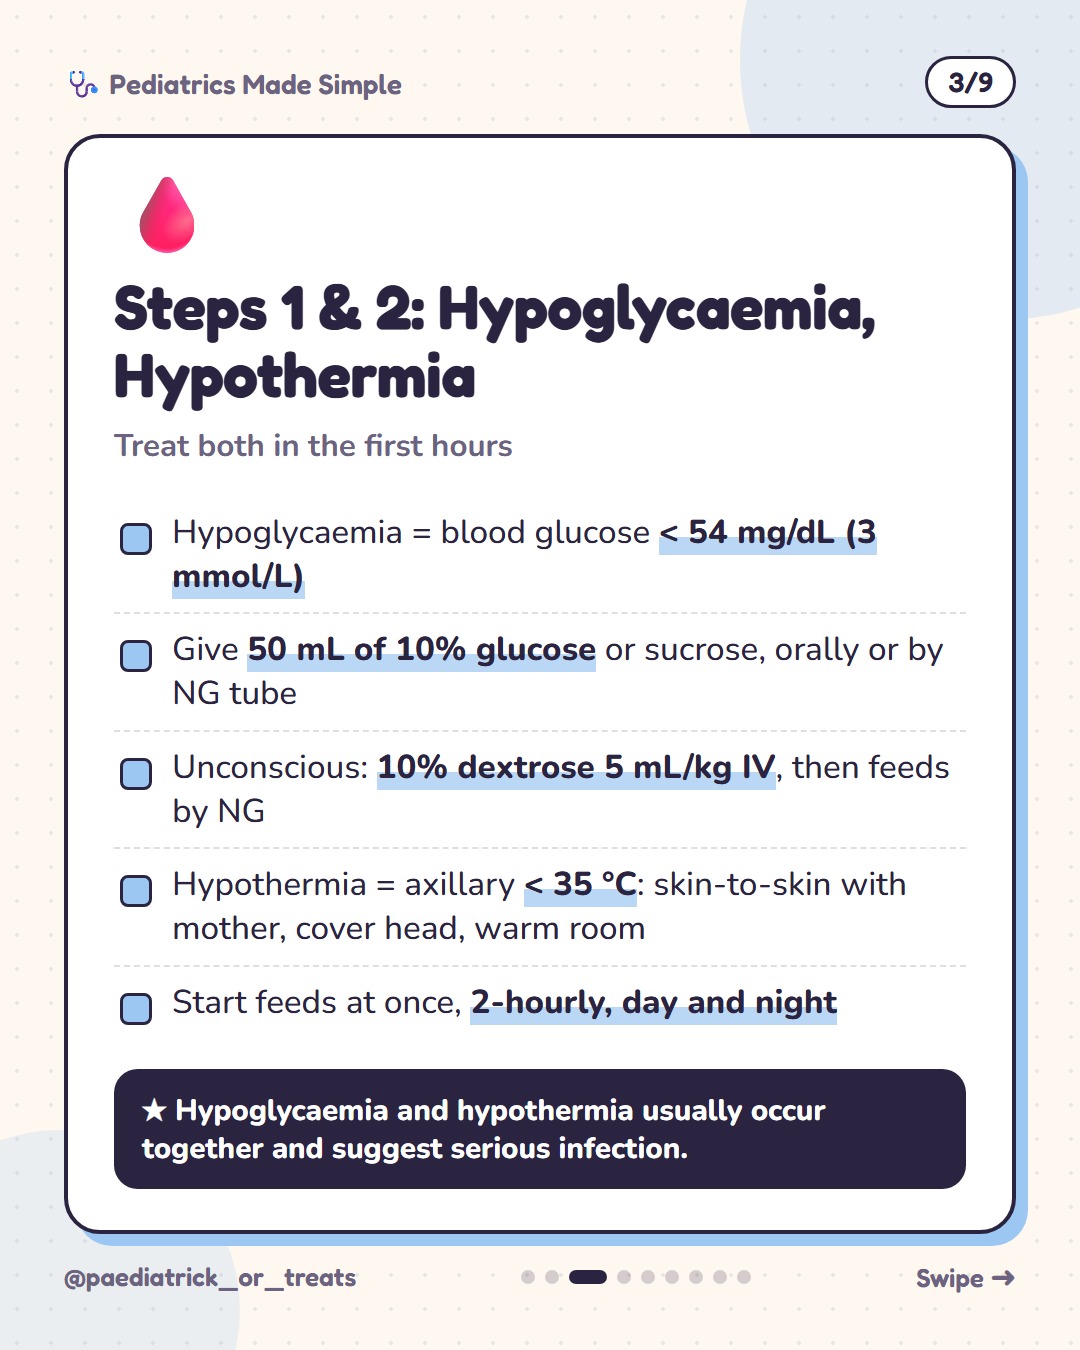 Pediatrics Made Simple
3/9
Steps 1 & 2: Hypoglycaemia,
Hypothermia
Treat both in the first hours
Hypoglycaemia = blood glucose < 54 mg/dL (3
mmol/L)
Give 50 mL of 10% glucose or sucrose, orally or by
NG tube
Unconscious: 10% dextrose 5 mL/kg IV, then feeds
by NG
Hypothermia = axillary < 35 °C: skin-to-skin with
mother, cover head, warm room
Start feeds at once, 2-hourly, day and night
★ Hypoglycaemia and hypothermia usually occur
together and suggest serious infection.
@paediatrick_or_treats
Swipe →